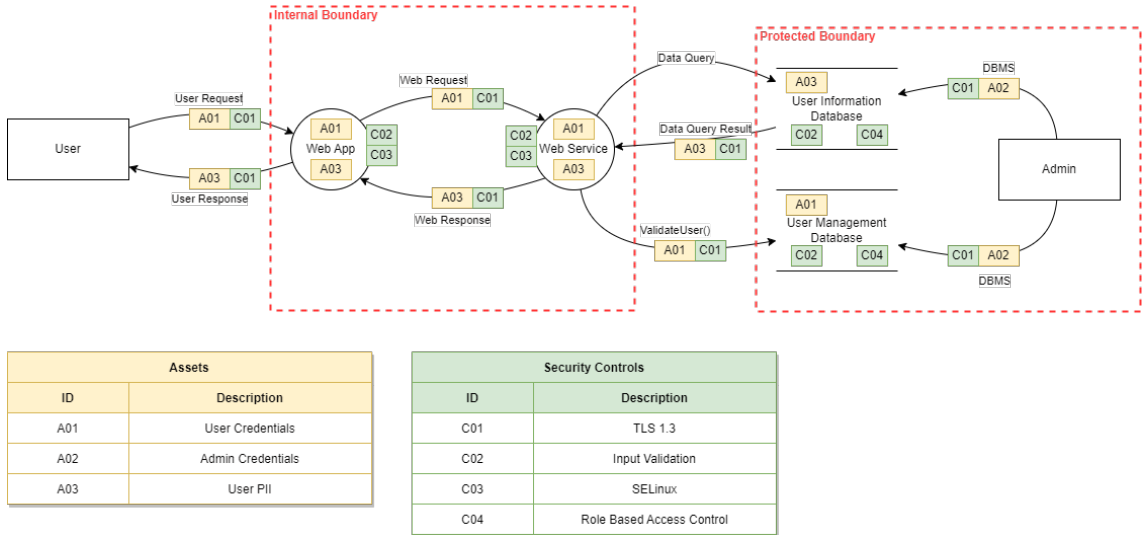 Internal Boundary
Protected Boundary
Data Query
DBMS
Web Request
A03
C01 A02
User Request
A01 C01
User Information
Database
A01 C01
A01
C02
C02
A01
Data Query Result
C02 C04
User
Web App
C03
C03
Web Service
A03 C01
Admin
A03
A03
A03 C01
A03 C01
User Response
A01
Web Response
User Management
Database
ValidateUser()
A01 C01
C02 C04
C01 A02
DBMS
Assets
ID Description
A01 User Credentials
A02 Admin Credentials
A03 User PII
Security Controls
ID Description
C01 TLS 1.3
C02 Input Validation
C03 SELinux
C04 Role Based Access Control